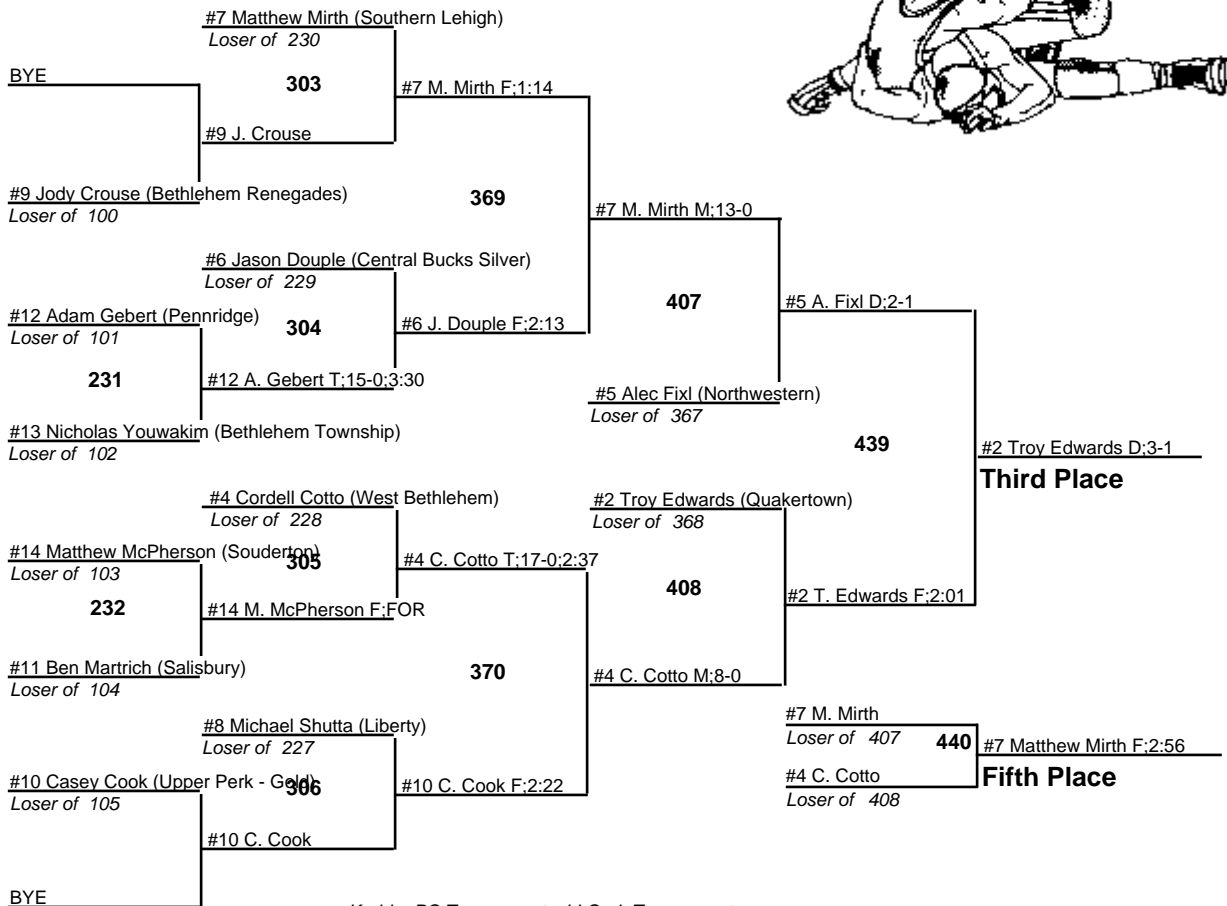 #7 Matthew Mirth (Southern Lehigh)
Loser of 230
BYE
303
#7 M. Mirth F;1:14
#9 J. Crouse
#9 Jody Crouse (Bethlehem Renegades)
Loser of 100
369
#7 M. Mirth M;13-0
#6 Jason Douple (Central Bucks Silver)
Loser of 229
#12 Adam Gebert (Pennridge)
Loser of 101
304
#6 J. Douple F;2:13
407
#5 A. Fixl D;2-1
231
#12 A. Gebert T;15-0;3:30
#5 Alec Fixl (Northwestern)
Loser of 367
#13 Nicholas Youwakim (Bethlehem Township)
Loser of 102
439
#2 Troy Edwards D;3-1
Third Place
#4 Cordell Cotto (West Bethlehem)
Loser of 228
#2 Troy Edwards (Quakertown)
Loser of 368
#14 Matthew McPherson (Souderton)
Loser of 103
305
#4 C. Cotto T;17-0;2:37
408
#2 T. Edwards F;2:01
232
#14 M. McPherson F;FOR
#11 Ben Martrich (Salisbury)
Loser of 104
370
#4 C. Cotto M;8-0
#8 Michael Shutta (Liberty)
Loser of 227
#7 M. Mirth
Loser of 407
440
#7 Matthew Mirth F;2:56
Fifth Place
#4 C. Cotto
Loser of 408
#10 Casey Cook (Upper Perk - Gold)
Loser of 105
306
#10 C. Cook F;2:22
#10 C. Cook
BYE